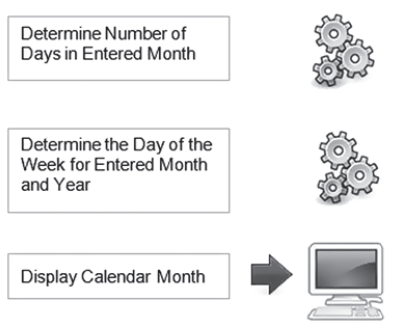 Determine Number of
Days in Entered Month
Determine the Day of the
Week for Entered Month
and Year
Display Calendar Month